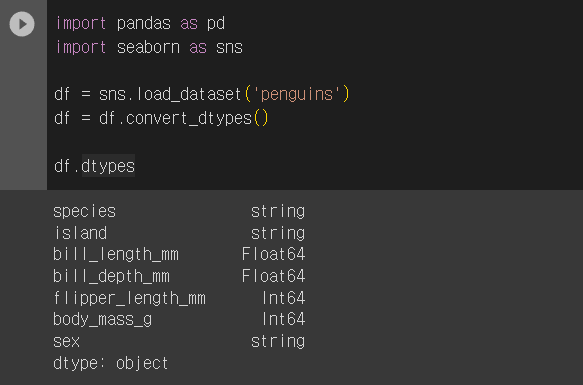 import pandas as pd
import seaborn as sns
df = sns.load_dataset('penguins')
df = df.convert_dtypes()
df.dtypes
species string
island string
bill_length_mm Float64
bill_depth_mm Float64
flipper_length_mm Int64
body_mass_g Int64
sex string
dtype: object